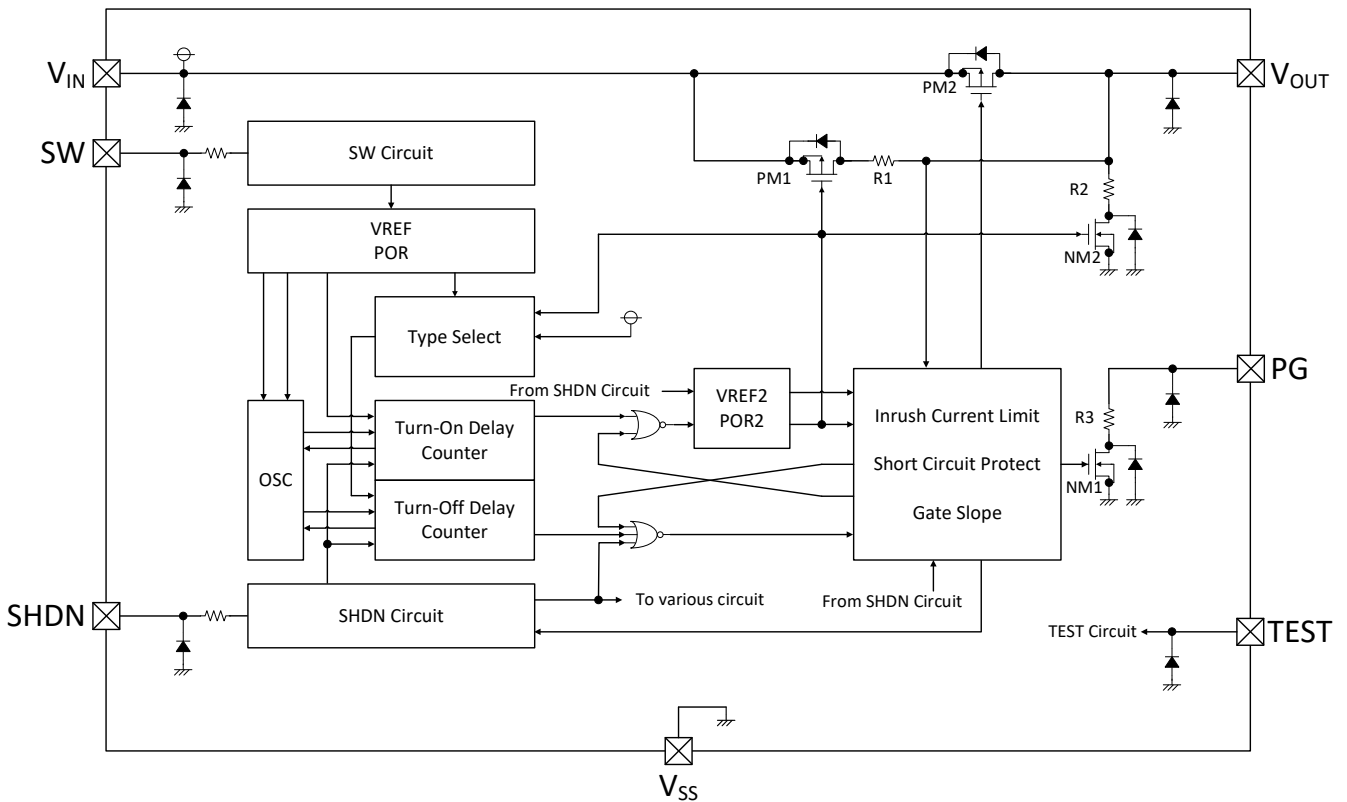 VIN
PM2
VOUT
SW
SW Circuit
PM1
R1
R2
VREF
POR
NM2
Type Select
From SHDN Circuit
VREF2
POR2
PG
Turn-On Delay
Counter
Inrush Current Limit
R3
OSC
Short Circuit Protect
NM1
Turn-Off Delay
Counter
Gate Slope
SHDN
SHDN Circuit
To various circuit
From SHDN Circuit
TEST Circuit
TEST
VSS